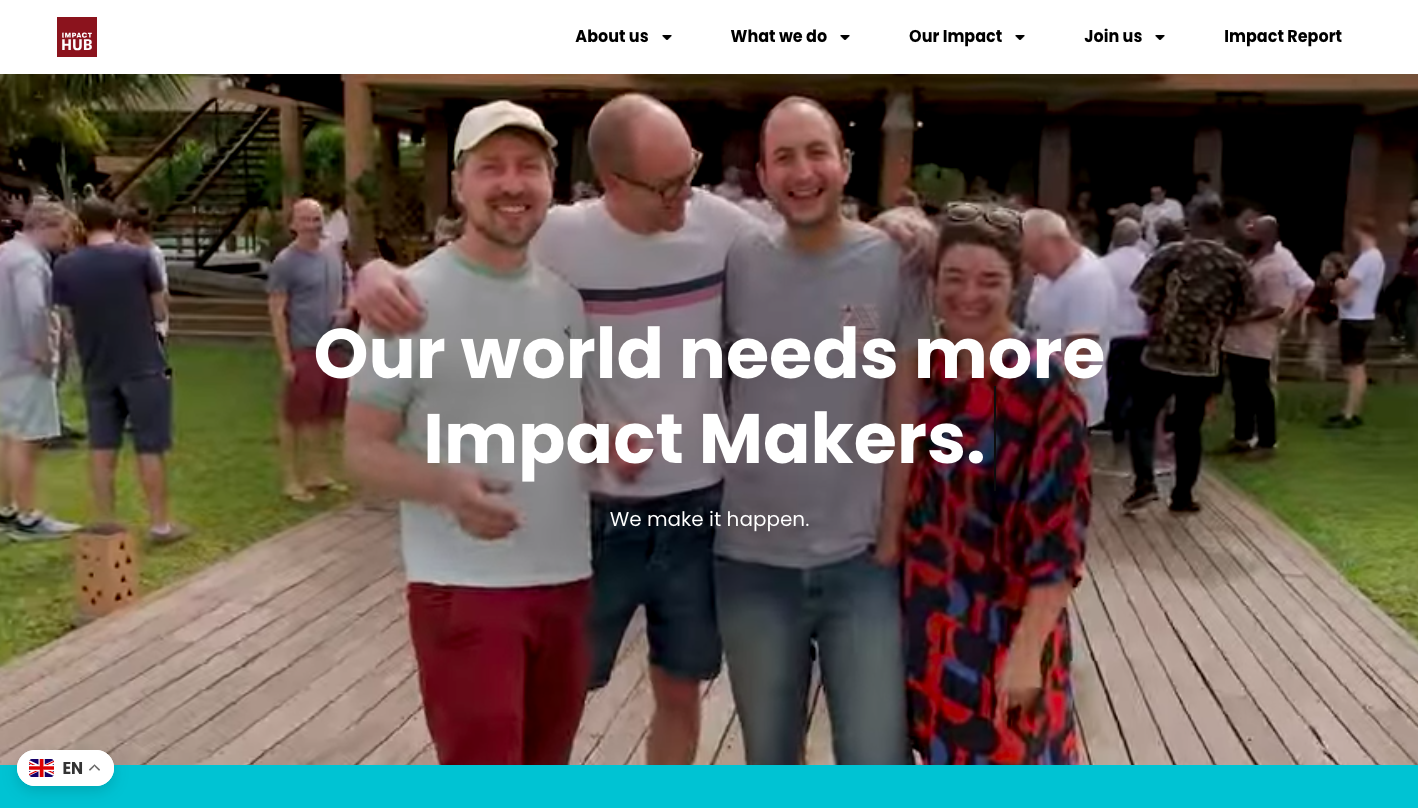 IMPACT
HUB
About us
What we do
Our Impact
Join us
Impact Report
Our world needs more
Impact Makers.
We make it happen.
EN